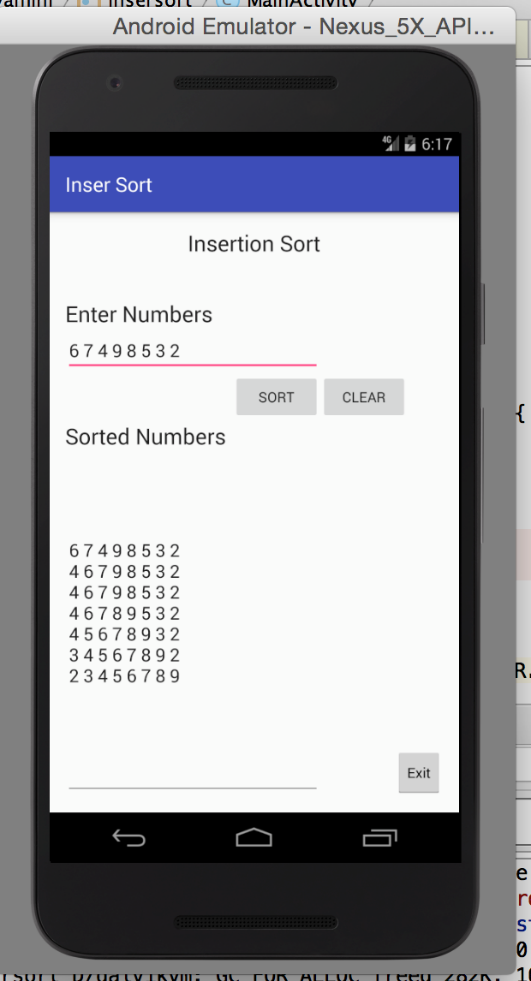 insersort / MainActivity
Android Emulator - Nexus_5X_API...
4G 6:17
Inser Sort
Insertion Sort
Enter Numbers
6 7 4 9 8 5 3 2
SORT CLEAR
{
Sorted Numbers
6 7 4 9 8 5 3 2
4 6 7 9 8 5 3 2
4 6 7 9 8 5 3 2
4 6 7 8 9 5 3 2
4 5 6 7 8 9 3 2
3 4 5 6 7 8 9 2
2 3 4 5 6 7 8 9
R.
Exit